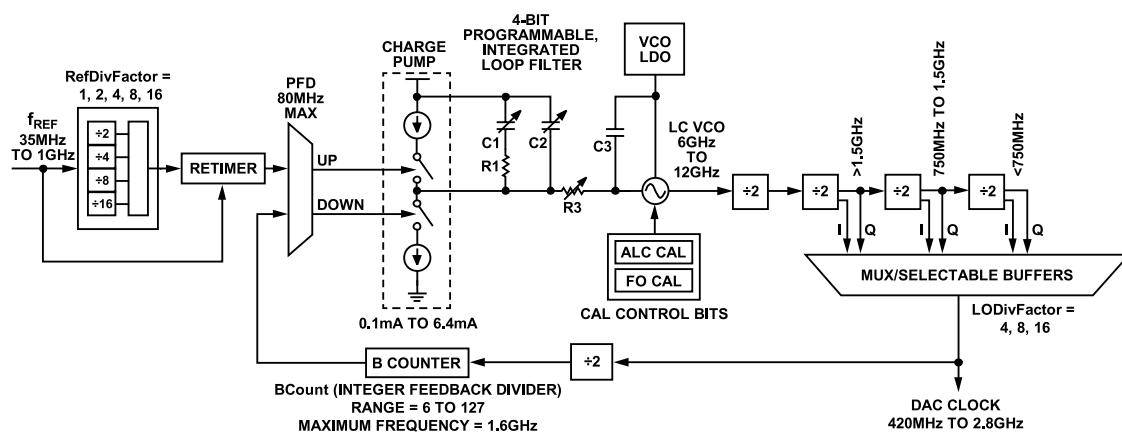 4-BIT
PROGRAMMABLE,
INTEGRATED
LOOP FILTER
VCO
LDO
CHARGE
PUMP
RefDivFactor =
1, 2, 4, 8, 16
PFD
80MHz
MAX
fREF
35MHz
TO 1GHz
÷2
÷4
÷8
÷16
RETIMER
UP
DOWN
C1
R1
C2
C3
R3
LC VCO
6GHz
TO
12GHz
÷2
÷2
>1.5GHz
÷2
750MHz TO 1.5GHz
÷2
<750MHz
I
Q
I
Q
I
Q
ALC CAL
FO CAL
CAL CONTROL BITS
MUX/SELECTABLE BUFFERS
LODivFactor =
4, 8, 16
0.1mA TO 6.4mA
B COUNTER
÷2
BCount (INTEGER FEEDBACK DIVIDER)
RANGE = 6 TO 127
MAXIMUM FREQUENCY = 1.6GHz
DAC CLOCK
420MHz TO 2.8GHz